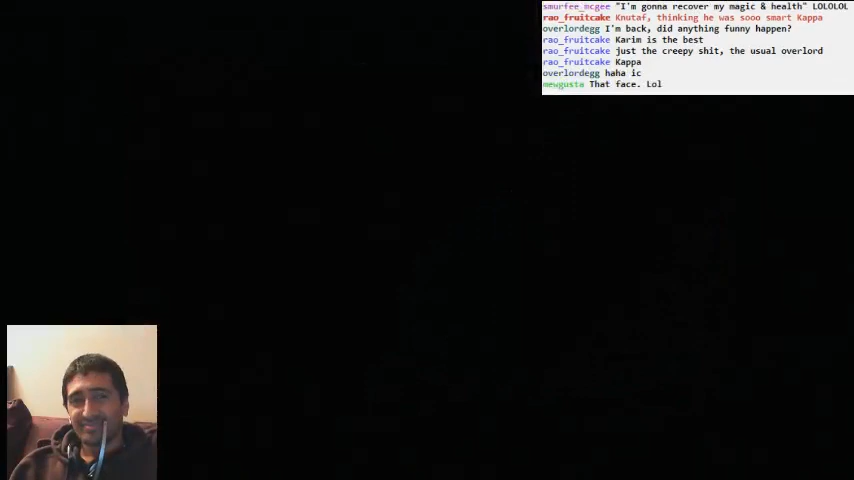 smurfee_mcgee "I'm gonna recover my magic & health" LOLOLOL
rao_fruitcake Knutaf, thinking he was sooo smart Kappa
overlordegg I'm back, did anything funny happen?
rao_fruitcake Karim is the best
rao_fruitcake just the creepy shit, the usual overlord
rao_fruitcake Kappa
overlordegg haha ic
mewgusta That face. Lol